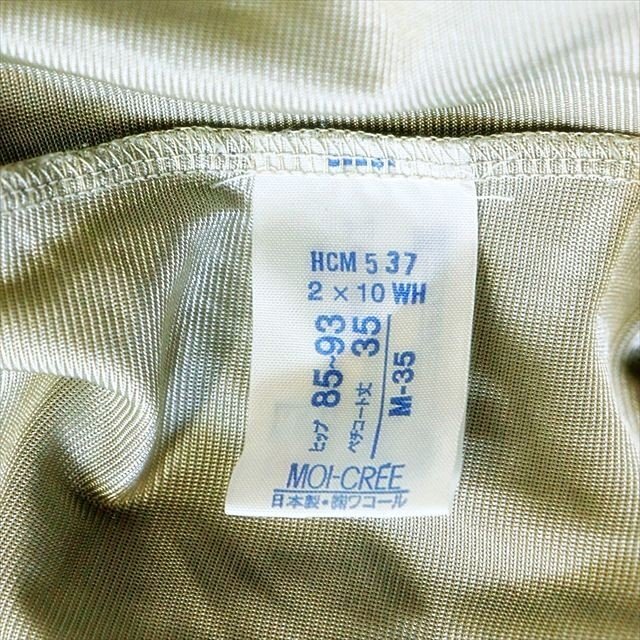 HCM 5 37
2 × 10 WH
ヒップ 85~93
ペチコート丈 35
M-35
MOI-CRÉE
日本製・㈱ワコール